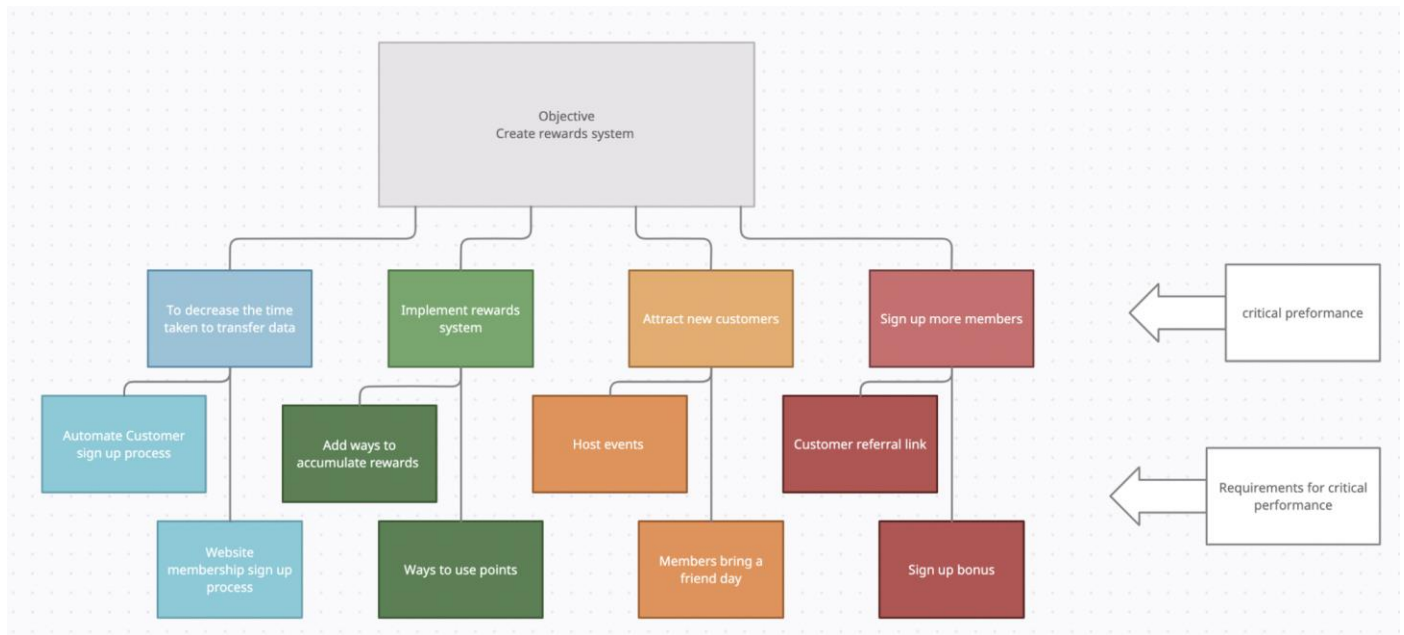 Objective
Create rewards system
To decrease the time
taken to transfer data
Implement rewards
system
Attract new customers
Sign up more members
critical preformance
Automate Customer
sign up process
Add ways to
accumulate rewards
Host events
Customer referral link
Requirements for critical
performance
Website
membership sign up
process
Ways to use points
Members bring a
friend day
Sign up bonus